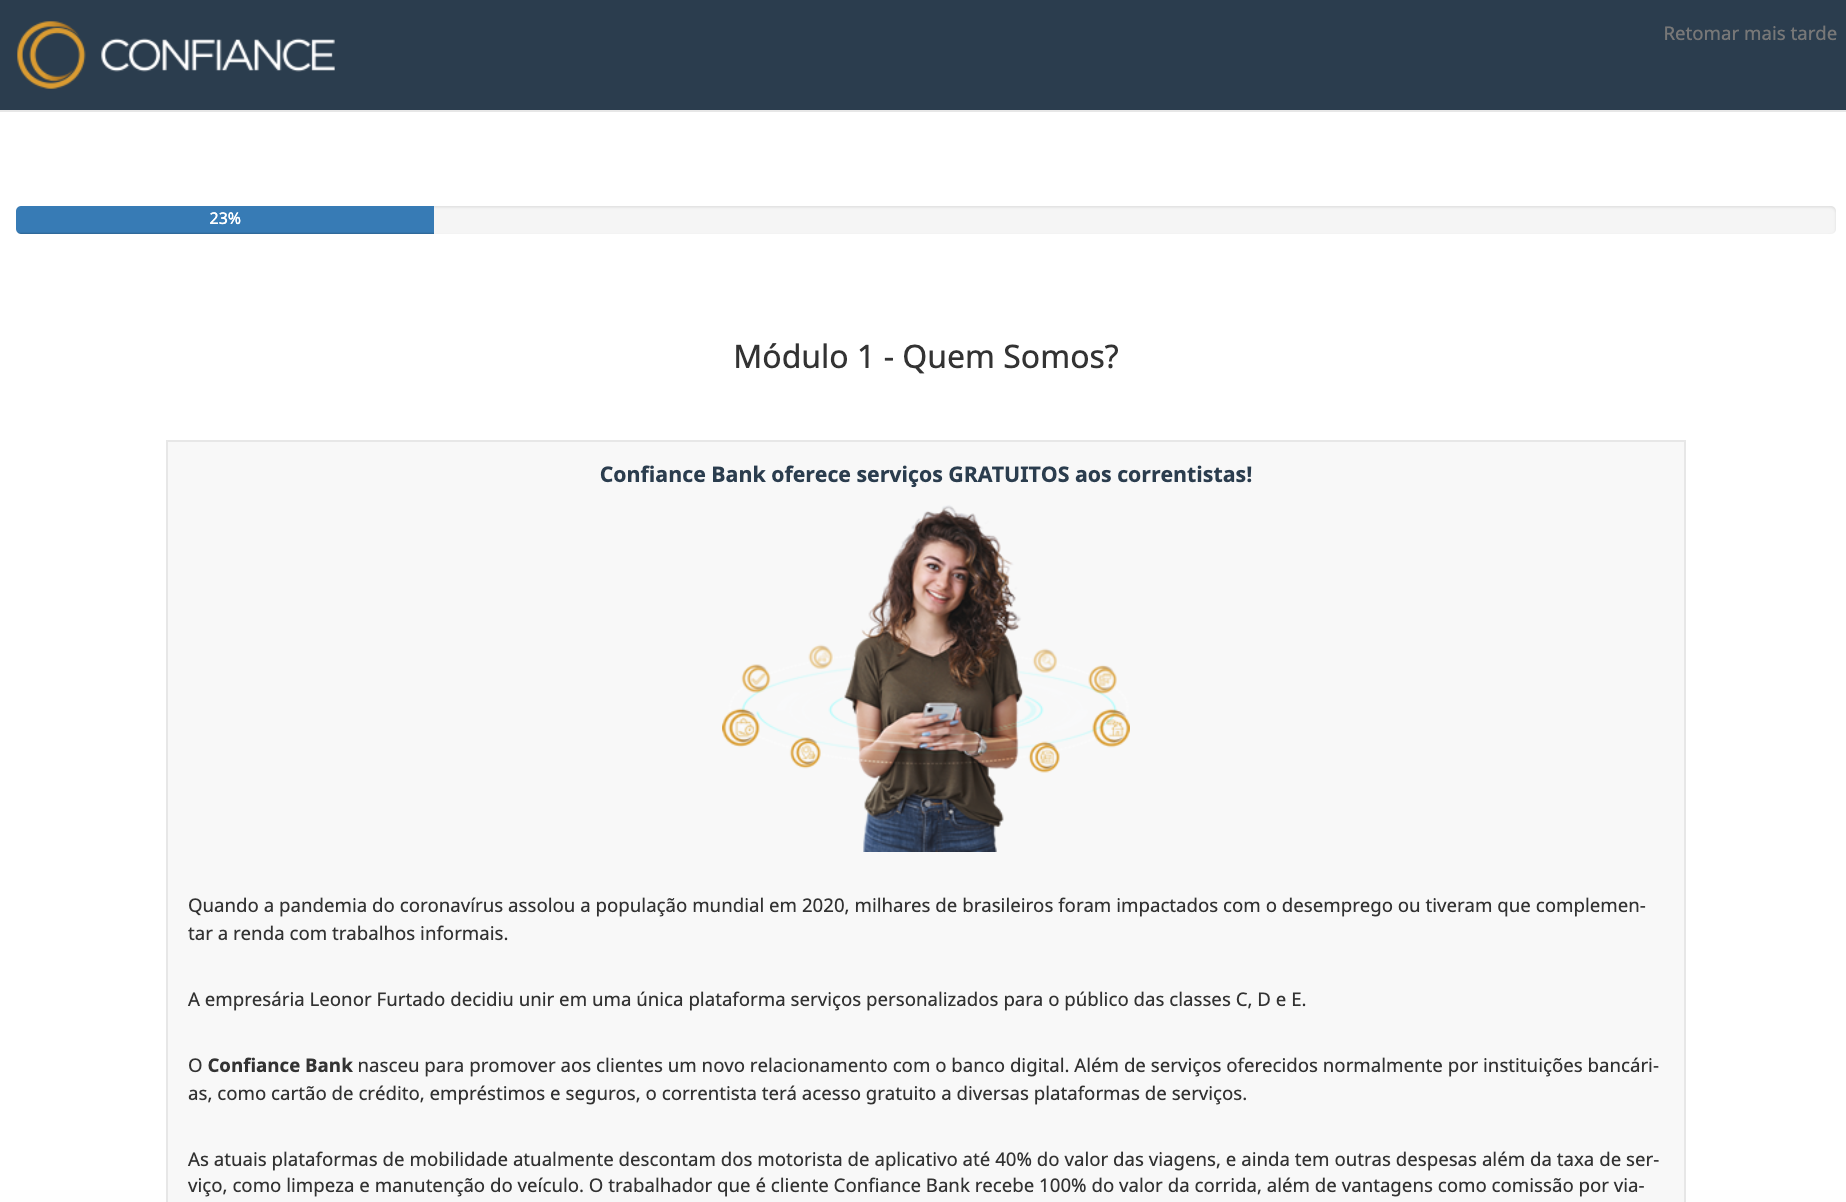 CONFIANCE
Retomar mais tarde
23%
Módulo 1 - Quem Somos?
Confiance Bank oferece serviços GRATUITOS aos correntistas!
Quando a pandemia do coronavírus assolou a população mundial em 2020, milhares de brasileiros foram impactados com o desemprego ou tiveram que complemen-
tar a renda com trabalhos informais.
A empresária Leonor Furtado decidiu unir em uma única plataforma serviços personalizados para o público das classes C, D e E.
O Confiance Bank nasceu para promover aos clientes um novo relacionamento com o banco digital. Além de serviços oferecidos normalmente por instituições bancári-
as, como cartão de crédito, empréstimos e seguros, o correntista terá acesso gratuito a diversas plataformas de serviços.
As atuais plataformas de mobilidade atualmente descontam dos motorista de aplicativo até 40% do valor das viagens, e ainda tem outras despesas além da taxa de ser-
viço, como limpeza e manutenção do veículo. O trabalhador que é cliente Confiance Bank recebe 100% do valor da corrida, além de vantagens como comissão por via-